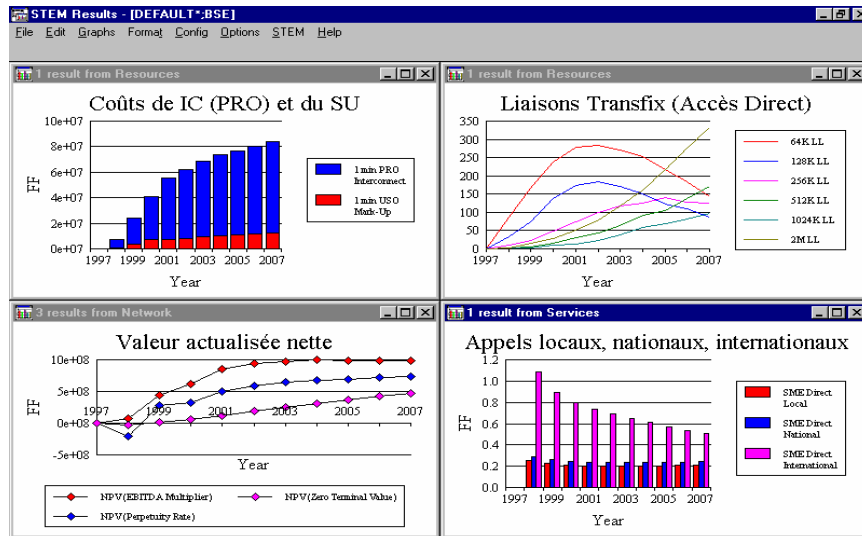 STEM Results - [DEFAULT*;BSE]
File Edit Graphs Format Config Options STEM Help
1 result from Resources
Coûts de IC (PRO) et du SU
10e+07
8e+07
6e+07
4e+07
2e+07
0e+07
FF
1997 1999 2001 2003 2005 2007
Year
1 min PRO
Interconnect
1 min USO
Mark-Up
1 result from Resources
Liaisons Transfix (Accès Direct)
350
300
250
200
150
100
50
0
1997 1999 2001 2003 2005 2007
Year
64K LL
128K LL
256K LL
512K LL
1024K LL
2M LL
3 results from Network
Valeur actualisée nette
10e+08
5e+08
0e+08
-5e+08
FF
1997 1999 2001 2003 2005 2007
Year
NPV (EBITDA Multiplier)
NPV (Zero Terminal Value)
NPV (Perpetuity Rate)
1 result from Services
Appels locaux, nationaux, internationaux
1.2
1.0
0.8
0.6
0.4
0.2
0.0
FF
1997 1999 2001 2003 2005 2007
Year
SME Direct
Local
SME Direct
National
SME Direct
International